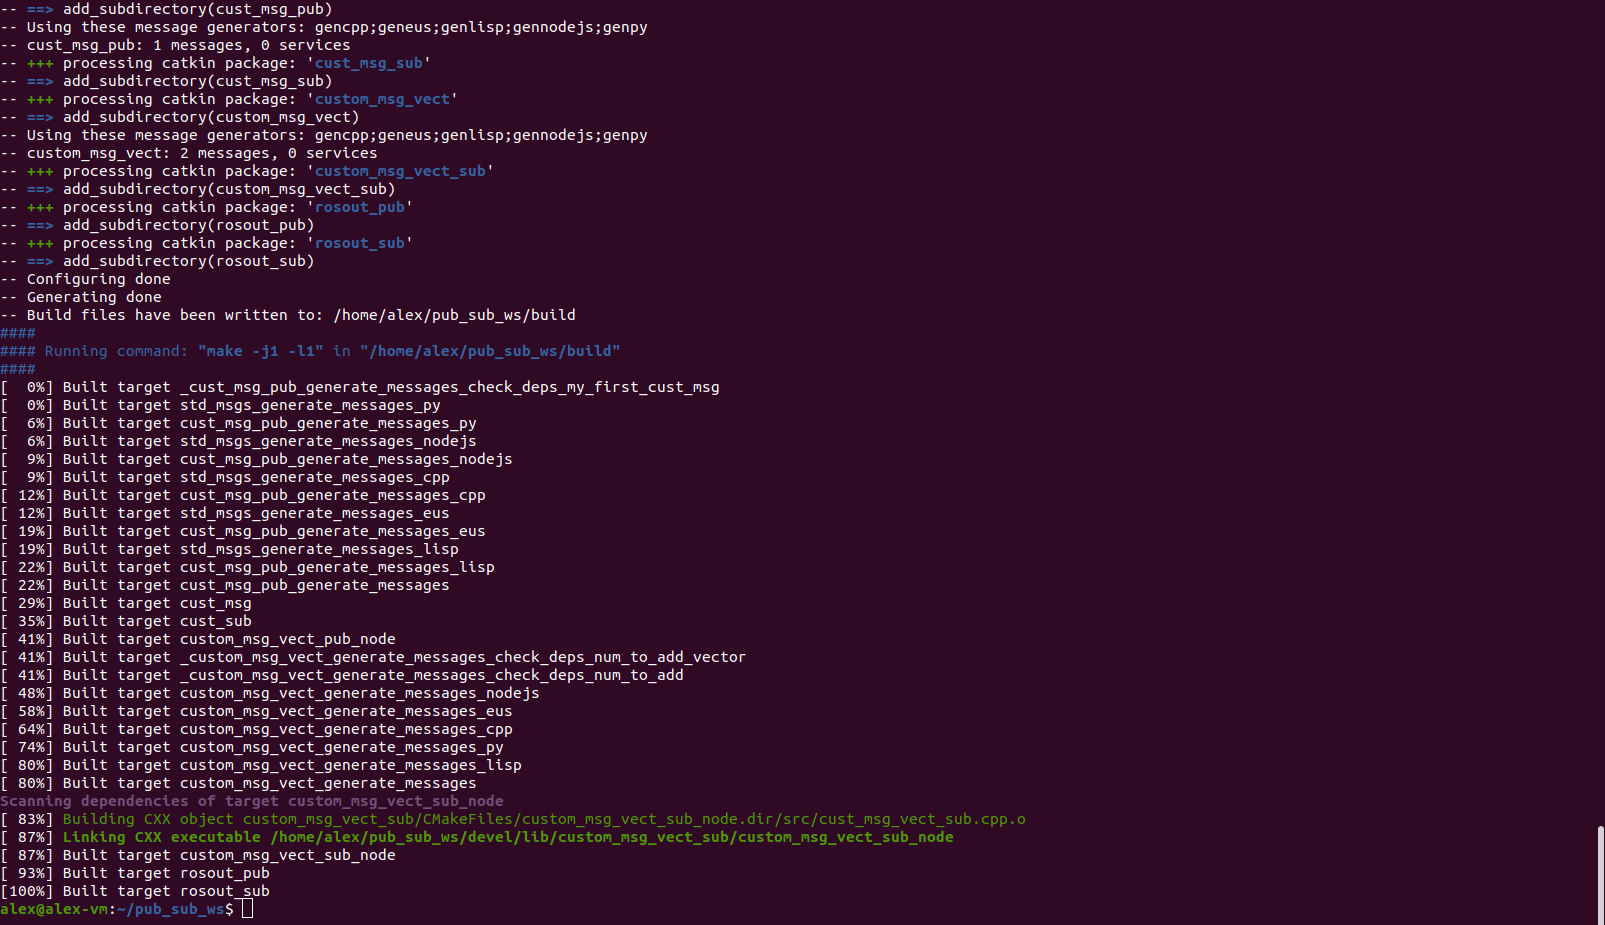 -- ==> add_subdirectory(cust_msg_pub)
-- Using these message generators: gencpp;geneus;genlisp;gennodejs;genpy
-- cust_msg_pub: 1 messages, 0 services
-- +++ processing catkin package: 'cust_msg_sub'
-- ==> add_subdirectory(cust_msg_sub)
-- +++ processing catkin package: 'custom_msg_vect'
-- ==> add_subdirectory(custom_msg_vect)
-- Using these message generators: gencpp;geneus;genlisp;gennodejs;genpy
-- custom_msg_vect: 2 messages, 0 services
-- +++ processing catkin package: 'custom_msg_vect_sub'
-- ==> add_subdirectory(custom_msg_vect_sub)
-- +++ processing catkin package: 'rosout_pub'
-- ==> add_subdirectory(rosout_pub)
-- +++ processing catkin package: 'rosout_sub'
-- ==> add_subdirectory(rosout_sub)
-- Configuring done
-- Generating done
-- Build files have been written to: /home/alex/pub_sub_ws/build
####
#### Running command: "make -j1 -l1" in "/home/alex/pub_sub_ws/build"
####
[  0%] Built target _cust_msg_pub_generate_messages_check_deps_my_first_cust_msg
[  0%] Built target std_msgs_generate_messages_py
[  6%] Built target cust_msg_pub_generate_messages_py
[  6%] Built target std_msgs_generate_messages_nodejs
[  9%] Built target cust_msg_pub_generate_messages_nodejs
[  9%] Built target std_msgs_generate_messages_cpp
[ 12%] Built target cust_msg_pub_generate_messages_cpp
[ 12%] Built target std_msgs_generate_messages_eus
[ 19%] Built target cust_msg_pub_generate_messages_eus
[ 19%] Built target std_msgs_generate_messages_lisp
[ 22%] Built target cust_msg_pub_generate_messages_lisp
[ 22%] Built target cust_msg_pub_generate_messages
[ 29%] Built target cust_msg
[ 35%] Built target cust_sub
[ 41%] Built target custom_msg_vect_pub_node
[ 41%] Built target _custom_msg_vect_generate_messages_check_deps_num_to_add_vector
[ 41%] Built target _custom_msg_vect_generate_messages_check_deps_num_to_add
[ 48%] Built target custom_msg_vect_generate_messages_nodejs
[ 58%] Built target custom_msg_vect_generate_messages_eus
[ 64%] Built target custom_msg_vect_generate_messages_cpp
[ 74%] Built target custom_msg_vect_generate_messages_py
[ 80%] Built target custom_msg_vect_generate_messages_lisp
[ 80%] Built target custom_msg_vect_generate_messages
Scanning dependencies of target custom_msg_vect_sub_node
[ 83%] Building CXX object custom_msg_vect_sub/CMakeFiles/custom_msg_vect_sub_node.dir/src/cust_msg_vect_sub.cpp.o
[ 87%] Linking CXX executable /home/alex/pub_sub_ws/devel/lib/custom_msg_vect_sub/custom_msg_vect_sub_node
[ 87%] Built target custom_msg_vect_sub_node
[ 93%] Built target rosout_pub
[100%] Built target rosout_sub
alex@alex-vm:~/pub_sub_ws$